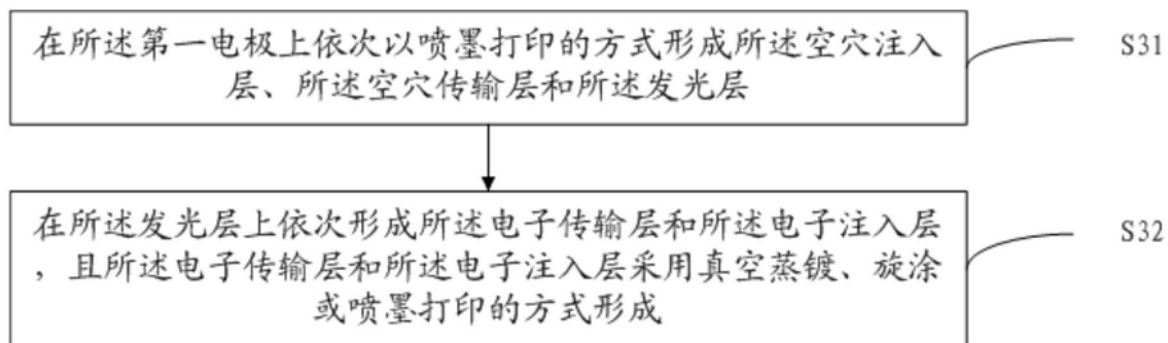 在所述第一电极上依次以喷墨打印的方式形成所述空穴注入
层、所述空穴传输层和所述发光层
S31
在所述发光层上依次形成所述电子传输层和所述电子注入层
，且所述电子传输层和所述电子注入层采用真空蒸镀、旋涂
或喷墨打印的方式形成
S32